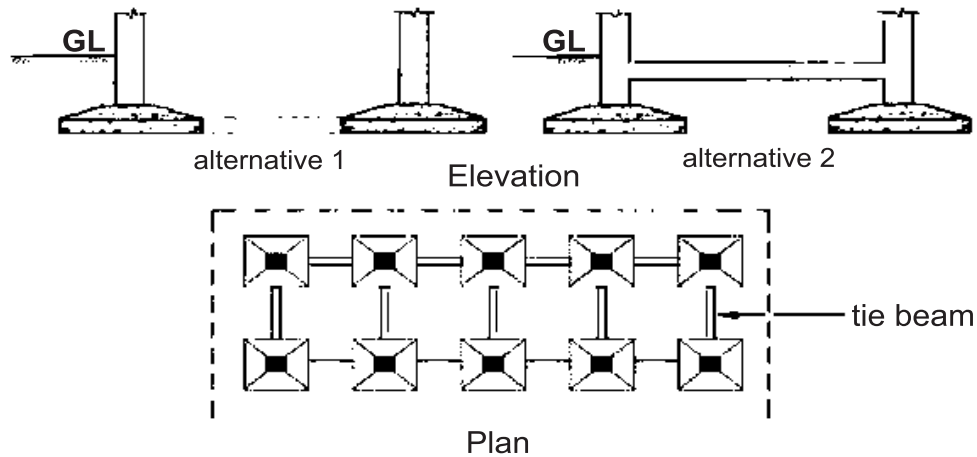 GL
GL
alternative 1
alternative 2
Elevation
tie beam
Plan